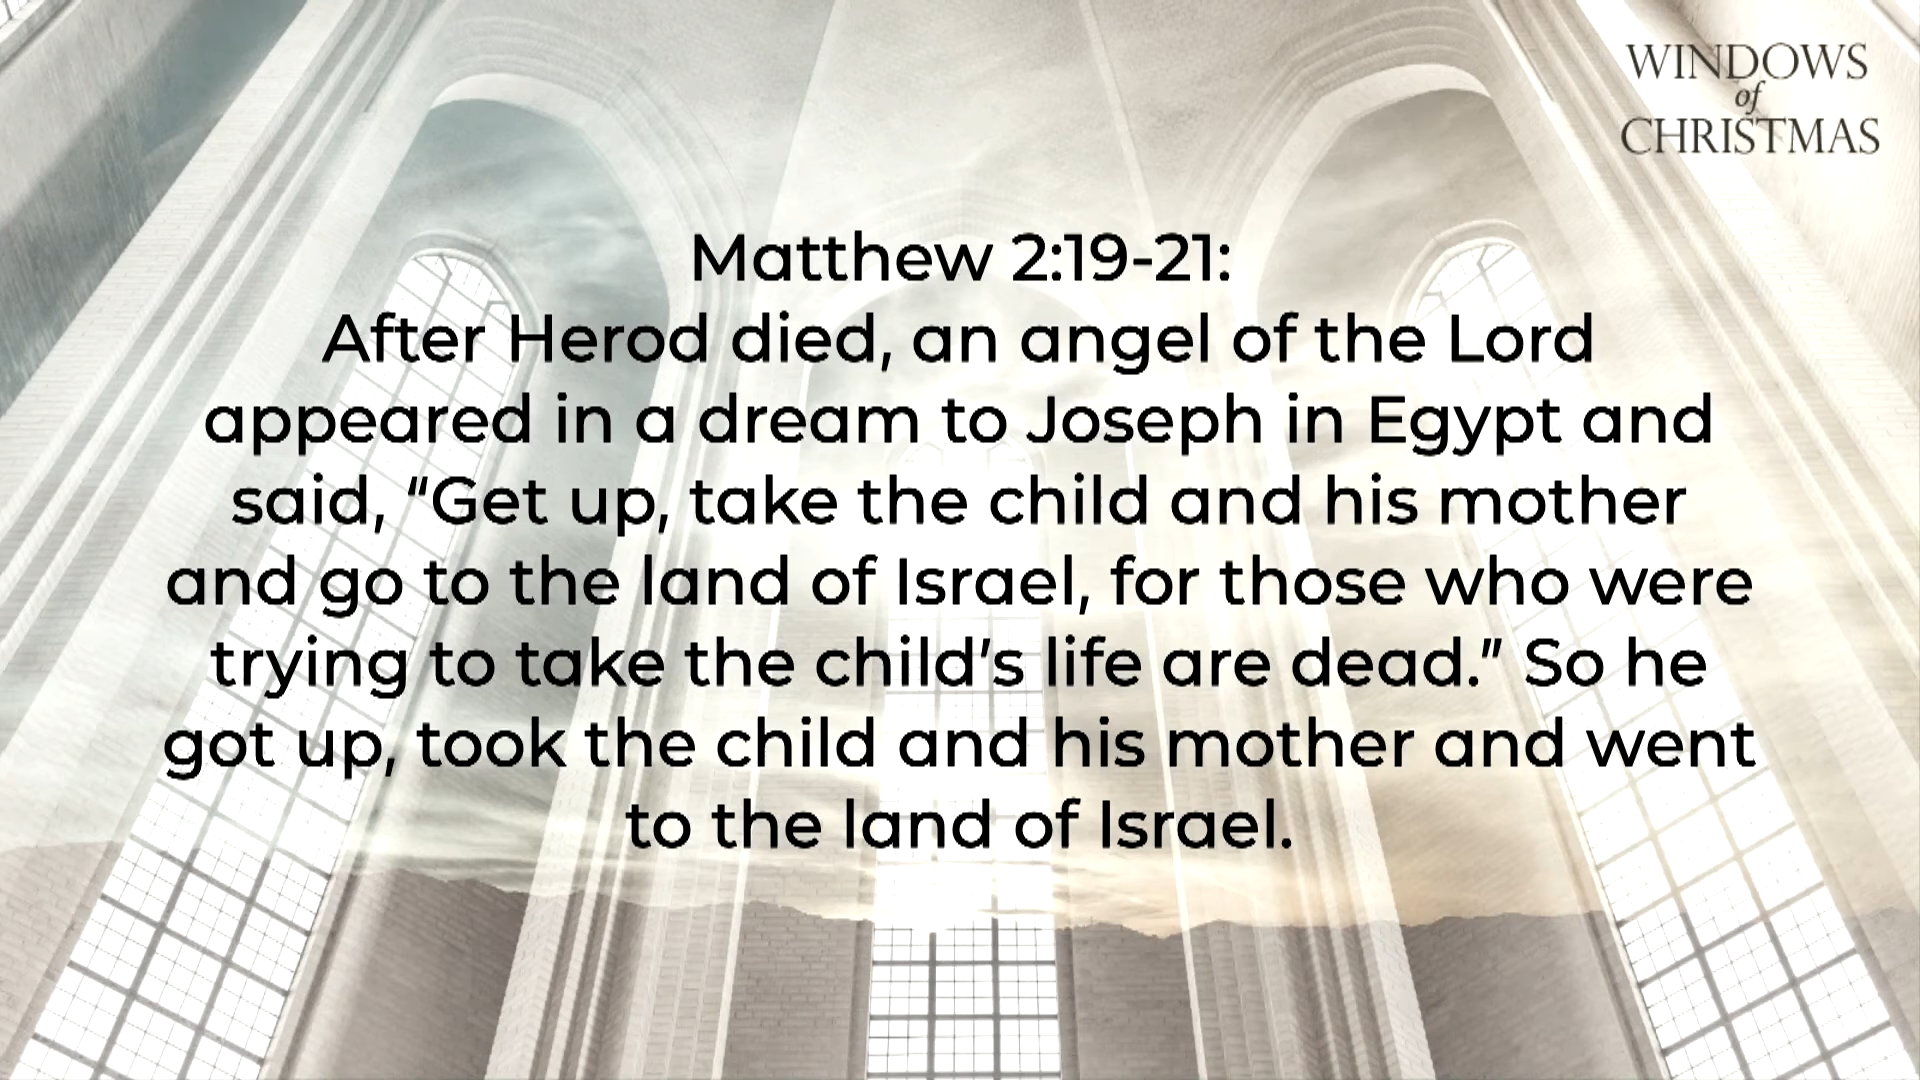 WINDOWS
of
CHRISTMAS
Matthew 2:19-21:
After Herod died, an angel of the Lord
appeared in a dream to Joseph in Egypt and
said, “Get up, take the child and his mother
and go to the land of Israel, for those who were
trying to take the child’s life are dead.” So he
got up, took the child and his mother and went
to the land of Israel.